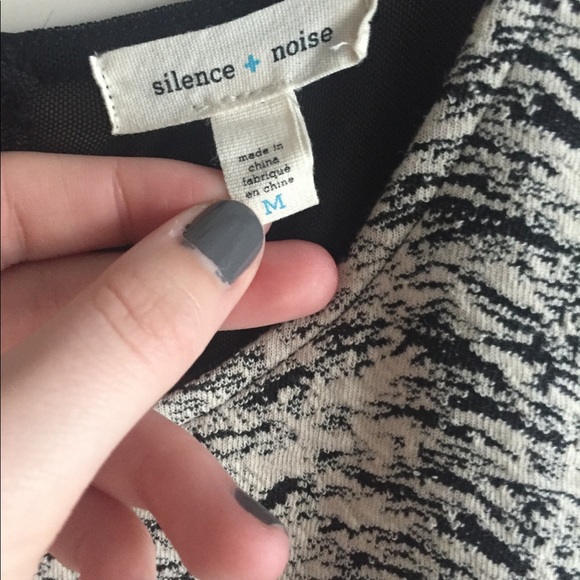 silence + noise
made in
china
fabriqué
en chine
M